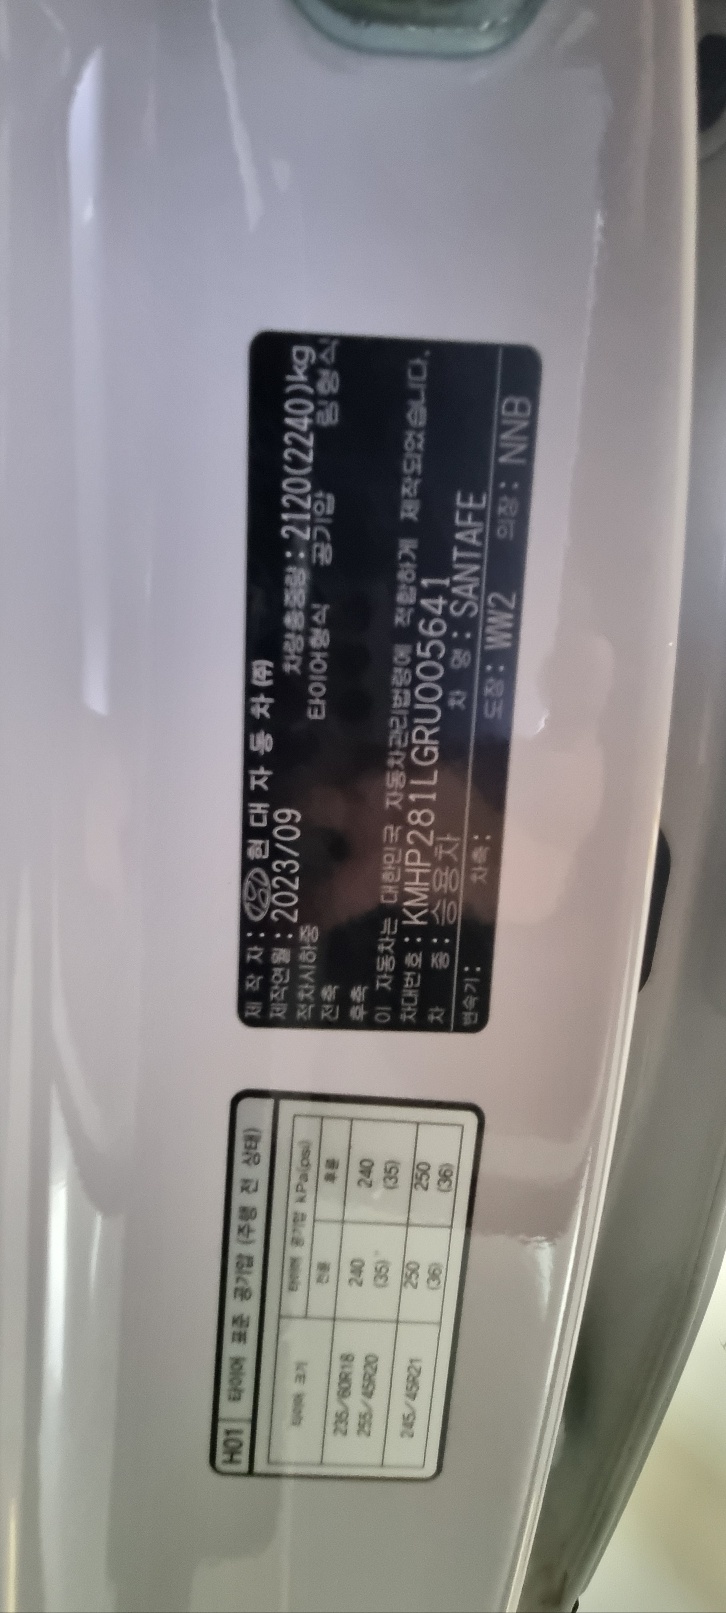 제 작 자 : 현 대 자 동 차 ㈜
제작연월 : 2023/09
차량총중량 : 2120(2240)kg
적차시하중 타이어형식 공기압 림형식
전축
후축
이 자동차는 대한민국 자동차관리법령에 적합하게 제작되었습니다.
차대번호 : KMHP281LGRU005641
차 종 : 승용차 차 명 : SANTAFE
변속기 : 차축 : 도장 : WW2 의장 : NNB
H01 타이어 표준 공기압 (주행 전 상태)
타이어 크기 타이어 공기압 kPa(psi)
전륜 후륜
235/60R18 240 240
255/45R20 (35) (35)
245/45R21 250 250
(36) (36)